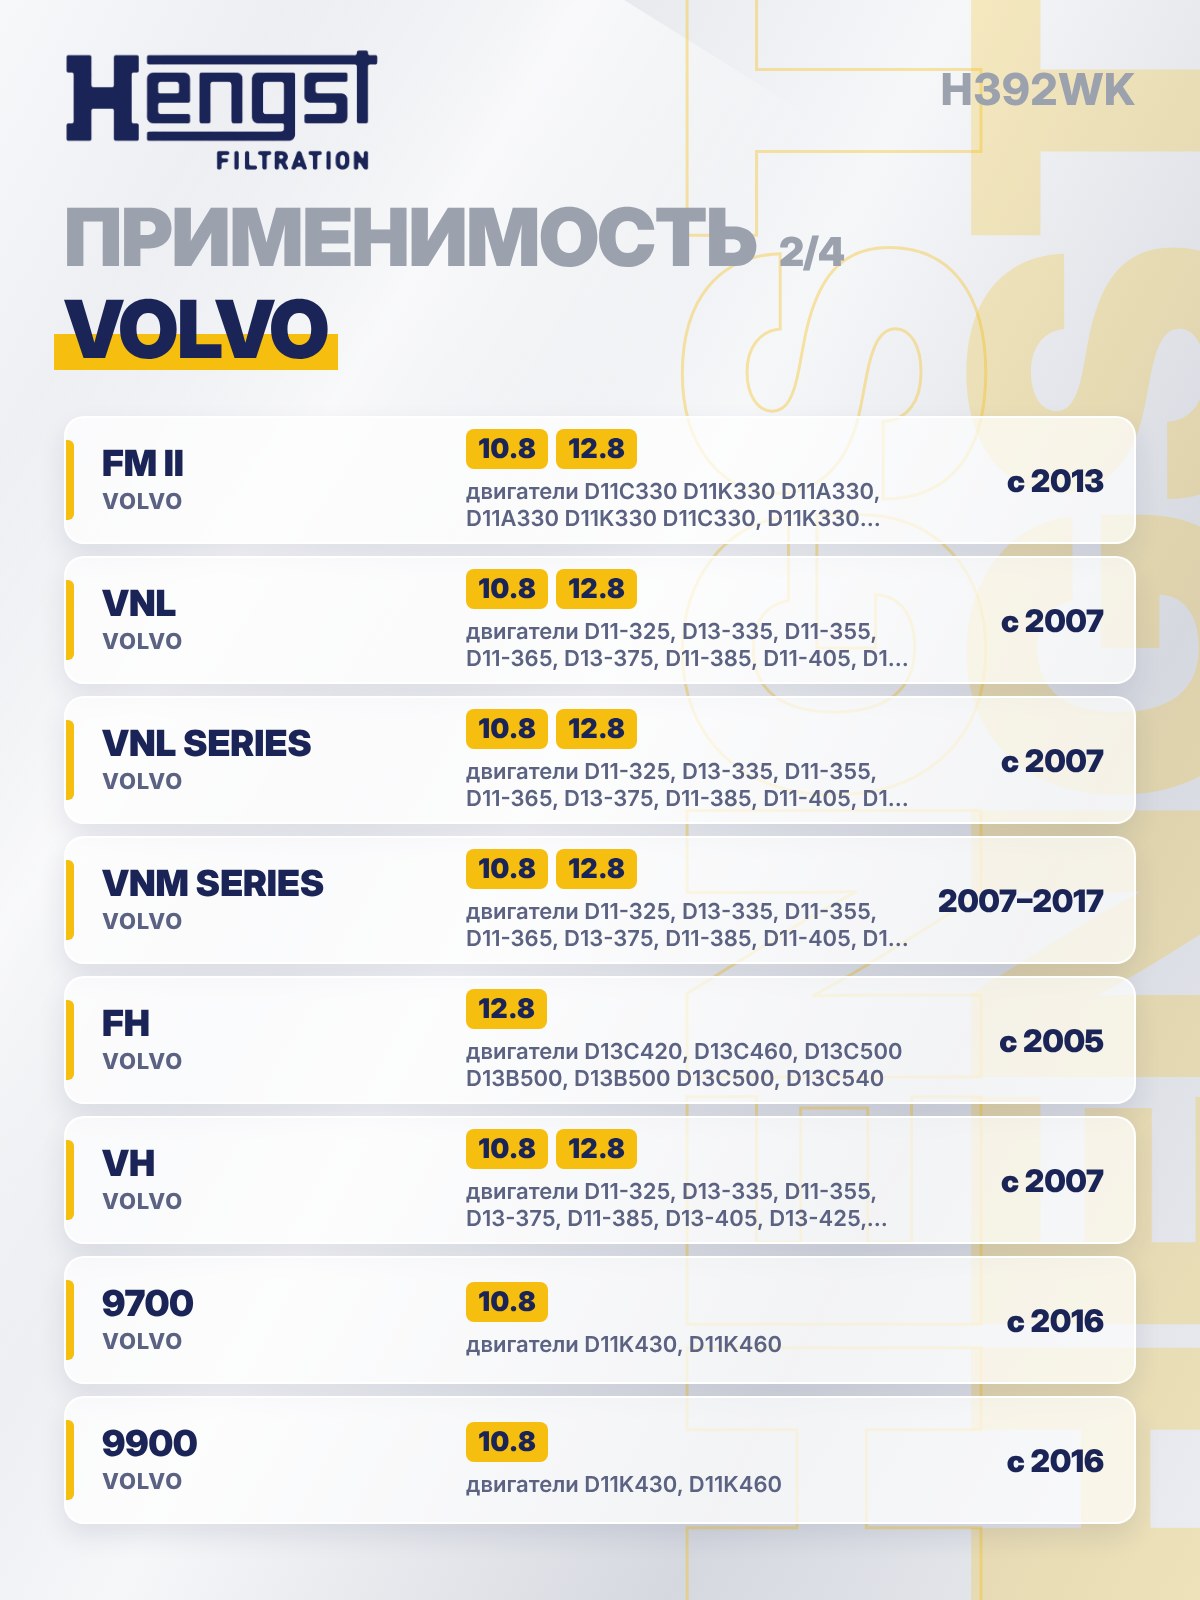 Hengst
FILTRATION
H392WK
ПРИМЕНИМОСТЬ 2/4
VOLVO
FM II
VOLVO
10.8 12.8
двигатели D11C330 D11K330 D11A330,
D11A330 D11K330 D11C330, D11K330...
с 2013
VNL
VOLVO
10.8 12.8
двигатели D11-325, D13-335, D11-355,
D11-365, D13-375, D11-385, D11-405, D1...
с 2007
VNL SERIES
VOLVO
10.8 12.8
двигатели D11-325, D13-335, D11-355,
D11-365, D13-375, D11-385, D11-405, D1...
с 2007
VNM SERIES
VOLVO
10.8 12.8
двигатели D11-325, D13-335, D11-355,
D11-365, D13-375, D11-385, D11-405, D1...
2007–2017
FH
VOLVO
12.8
двигатели D13C420, D13C460, D13C500
D13B500, D13B500 D13C500, D13C540
с 2005
VH
VOLVO
10.8 12.8
двигатели D11-325, D13-335, D11-355,
D13-375, D11-385, D13-405, D13-425,...
с 2007
9700
VOLVO
10.8
двигатели D11K430, D11K460
с 2016
9900
VOLVO
10.8
двигатели D11K430, D11K460
с 2016
HENGST
HENGST